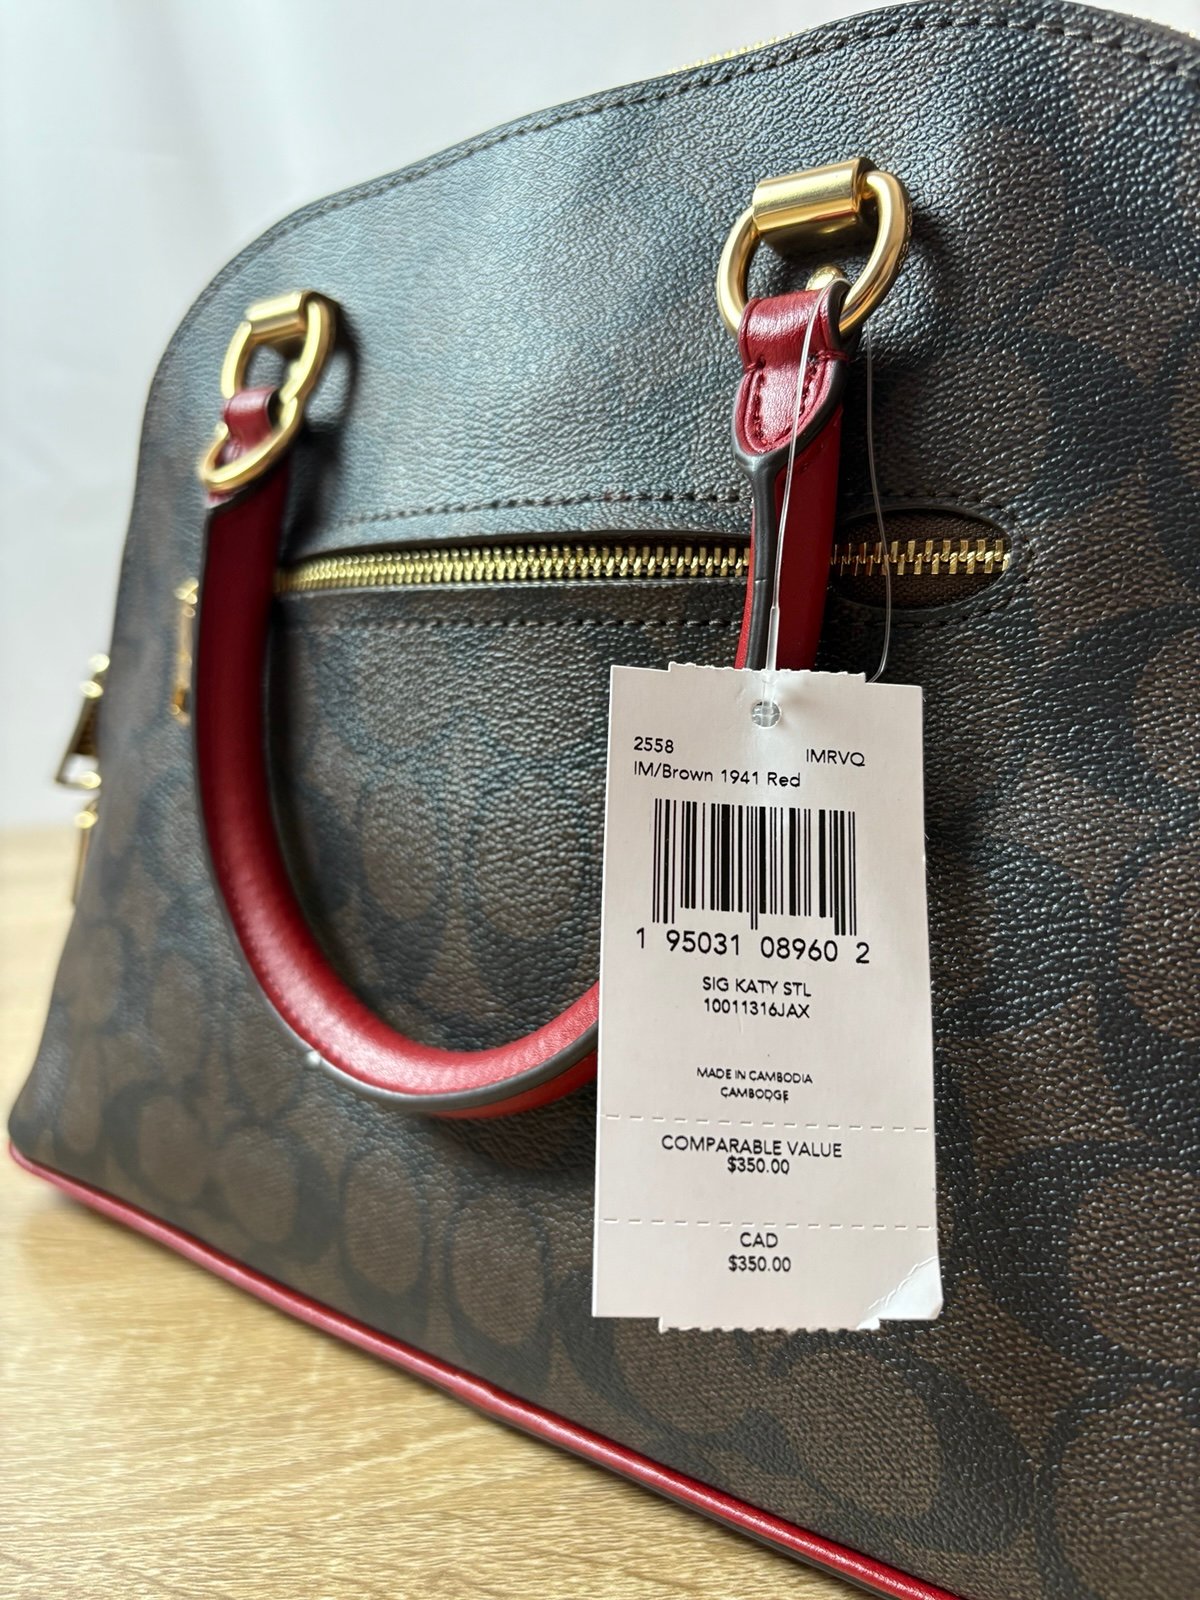 2558 IMRVQ
IM/Brown 1941 Red
1 95031 08960 2
SIG KATY STL
10011316JAX
MADE IN CAMBODIA
CAMBODGE
COMPARABLE VALUE
$350.00
CAD
$350.00